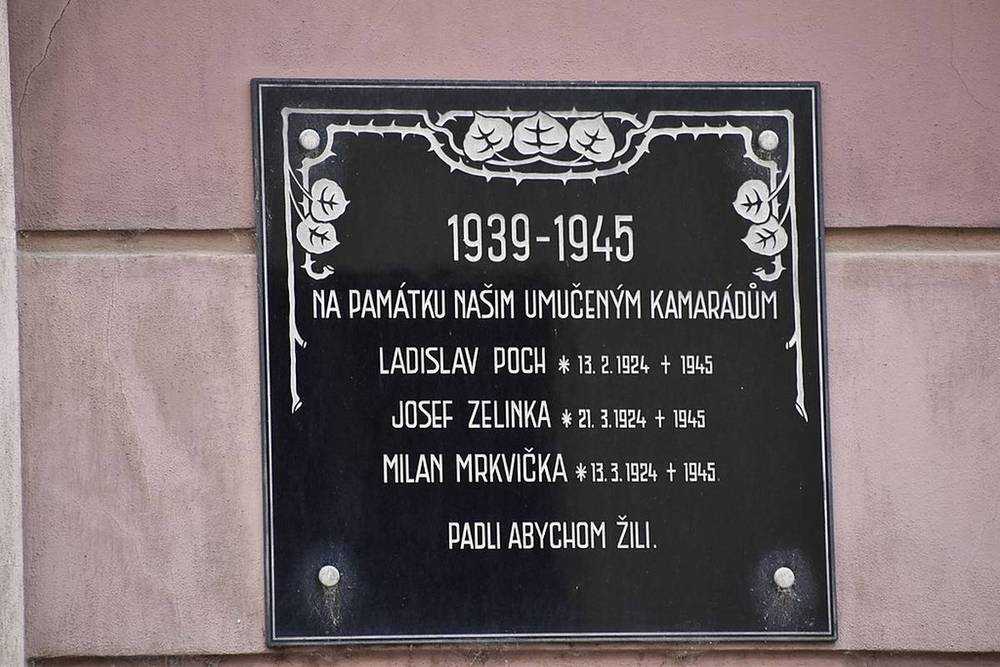 1939-1945
NA PAMÁTKU NAŠIM UMUČENÝM KAMARÁDŮM
LADISLAV POCH * 13. 2. 1924 † 1945
JOSEF ZELINKA * 21. 3. 1924 † 1945
MILAN MRKVIČKA * 13. 3. 1924 † 1945
PADLI ABYCHOM ŽILI.